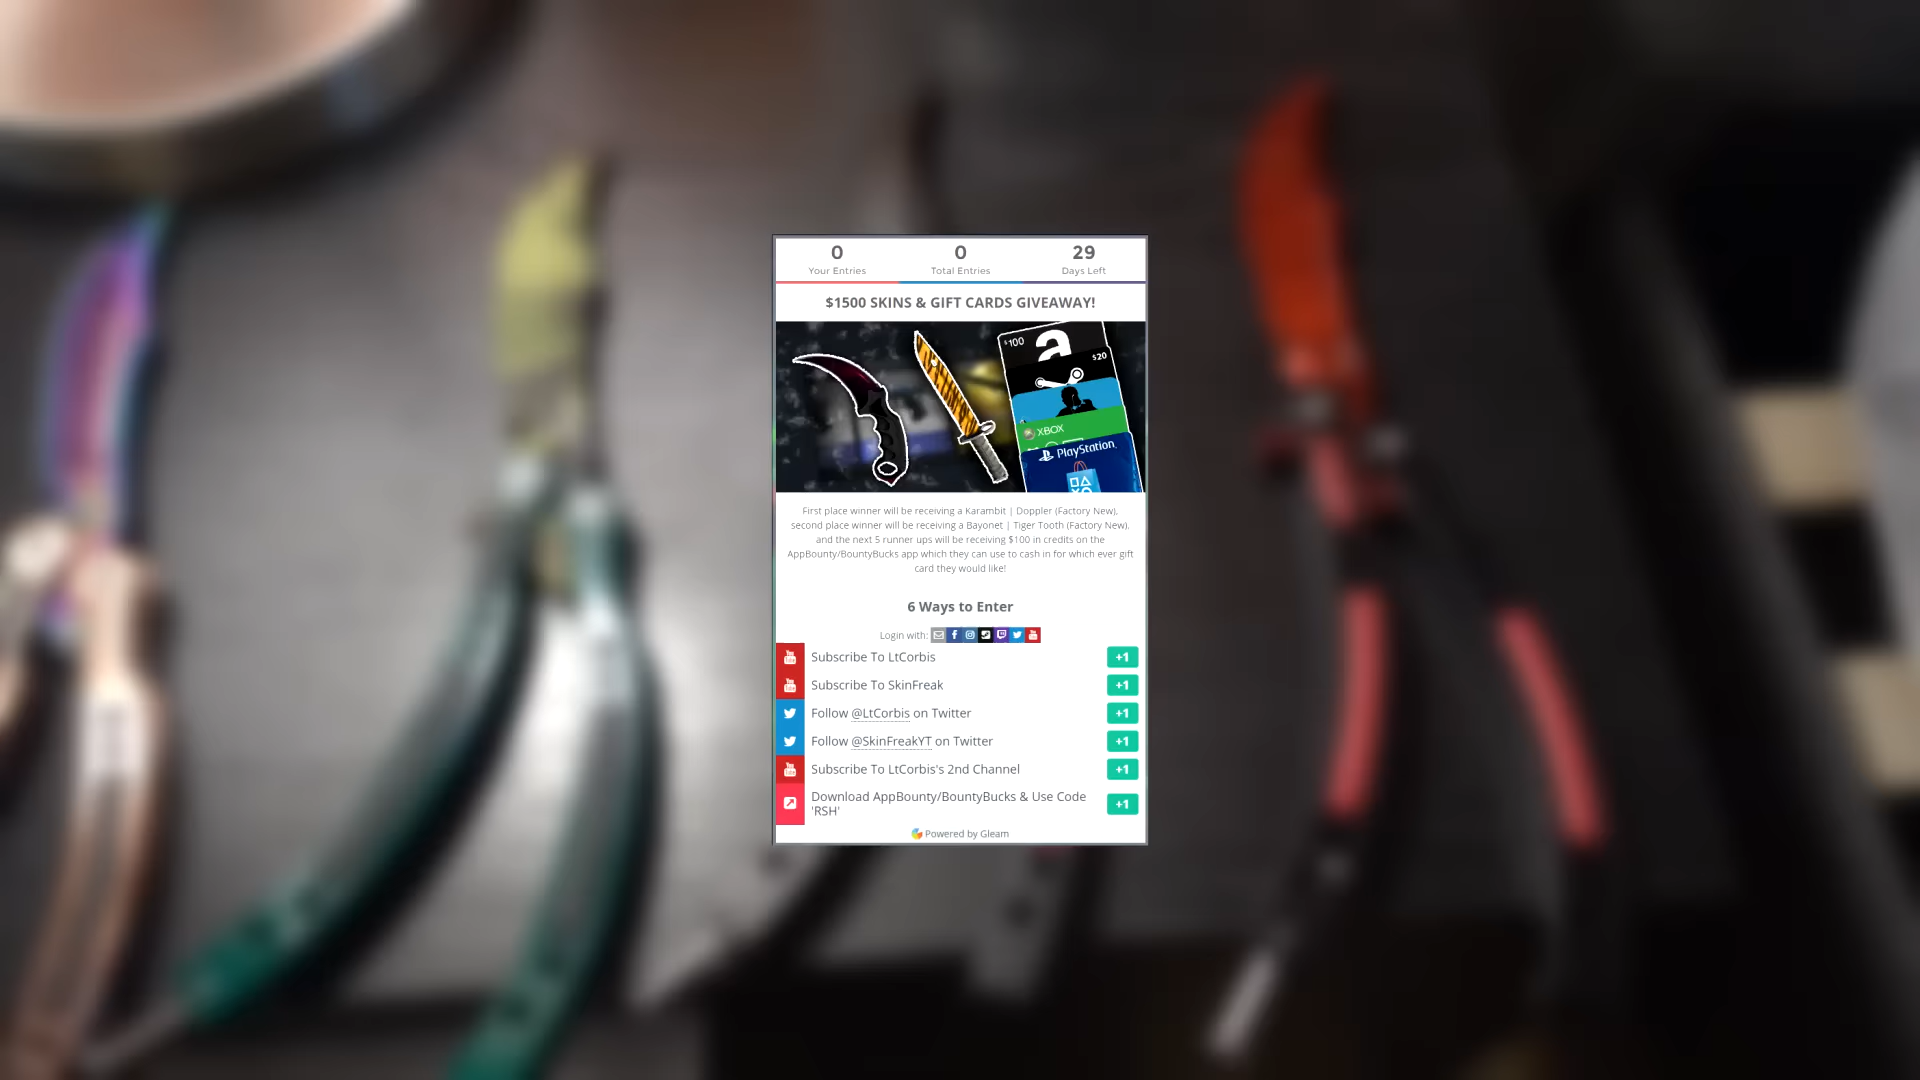 0 0 29
Your Entries Total Entries Days Left
$1500 SKINS & GIFT CARDS GIVEAWAY!
$100
$20
XBOX
PlayStation
First place winner will be receiving a Karambit | Doppler (Factory New),
second place winner will be receiving a Bayonet | Tiger Tooth (Factory New),
and the next 5 runner ups will be receiving $100 in credits on the
AppBounty/BountyBucks app which they can use to cash in for which ever gift
card they would like!
6 Ways to Enter
Login with:
Subscribe To LtCorbis +1
Subscribe To SkinFreak +1
Follow @LtCorbis on Twitter +1
Follow @SkinFreakYT on Twitter +1
Subscribe To LtCorbis's 2nd Channel +1
Download AppBounty/BountyBucks & Use Code
'RSH' +1
Powered by Gleam